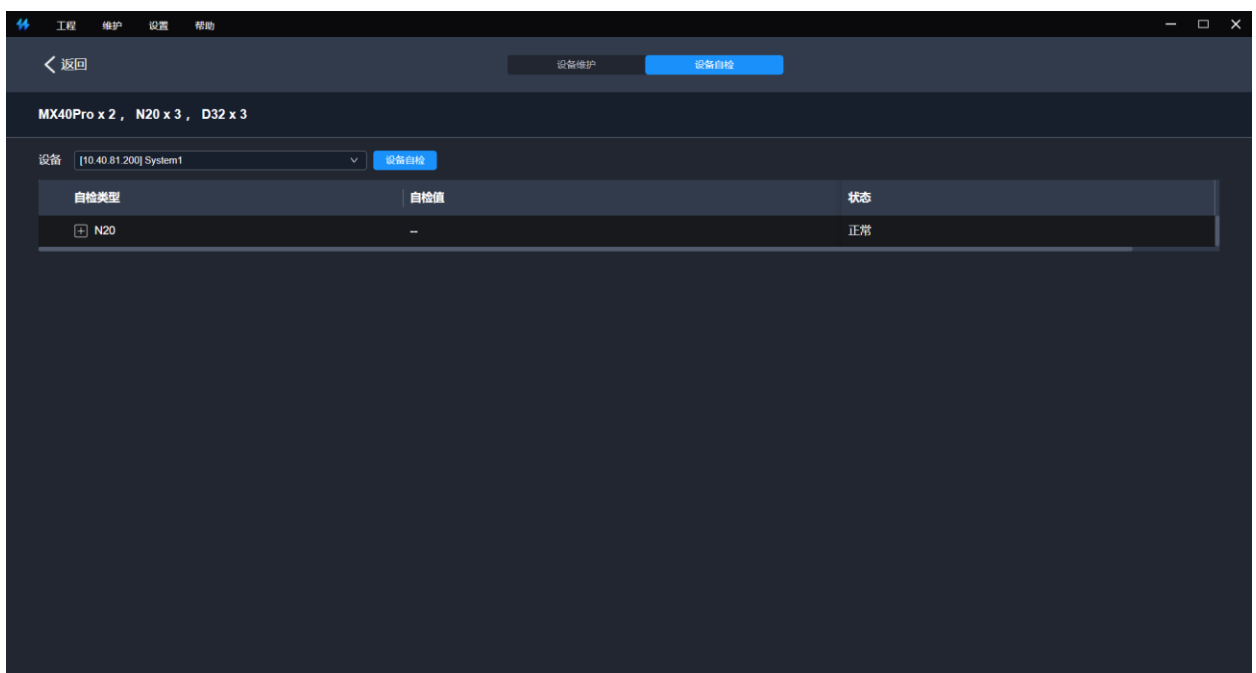 工程 维护 设置 帮助
返回 设备维护 设备自检
MX40Pro x 2 , N20 x 3 , D32 x 3
设备 [10.40.81.200] System1 设备自检
自检类型 自检值 状态
N20 -- 正常